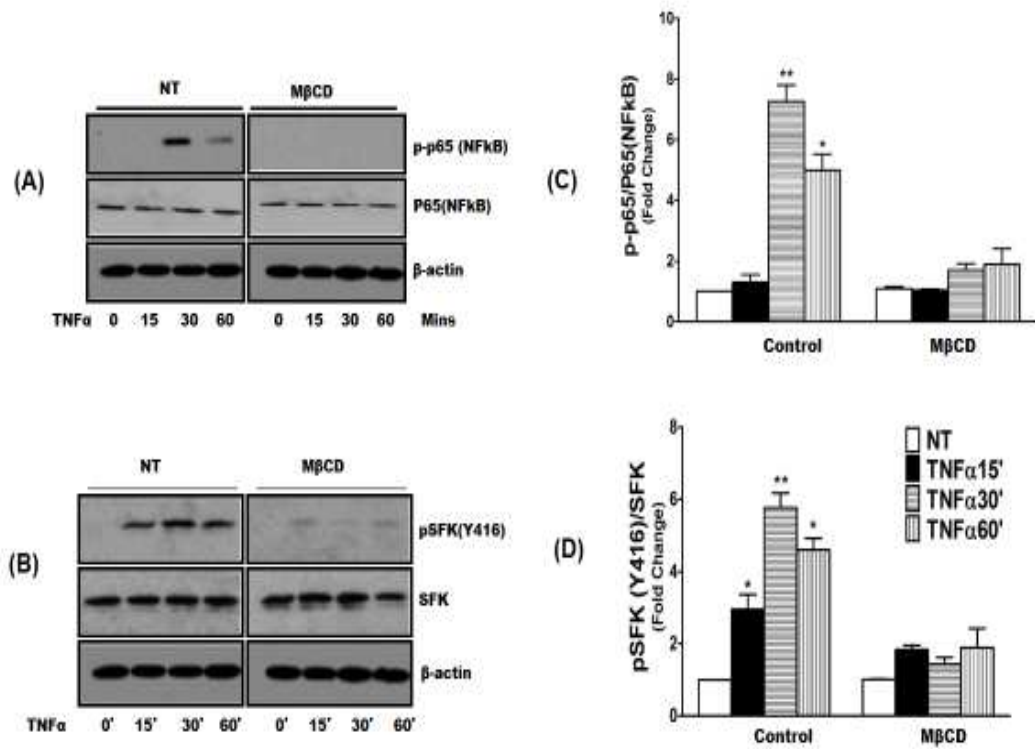 NT MβCD
p-p65 (NFkB)
(A)
P65(NFkB)
β-actin
TNFα 0 15 30 60 0 15 30 60 Mins
(C)
p-p65/P65(NFkB)
(Fold Change)
10
8
6
4
2
0
**
*
Control MβCD
NT MβCD
pSFK(Y416)
(B)
SFK
β-actin
TNFα 0' 15' 30' 60' 0' 15' 30' 60'
(D)
pSFK (Y416)/SFK
(Fold Change)
8
6
4
2
0
*
**
*
NT
TNFα15'
TNFα30'
TNFα60'
Control MβCD